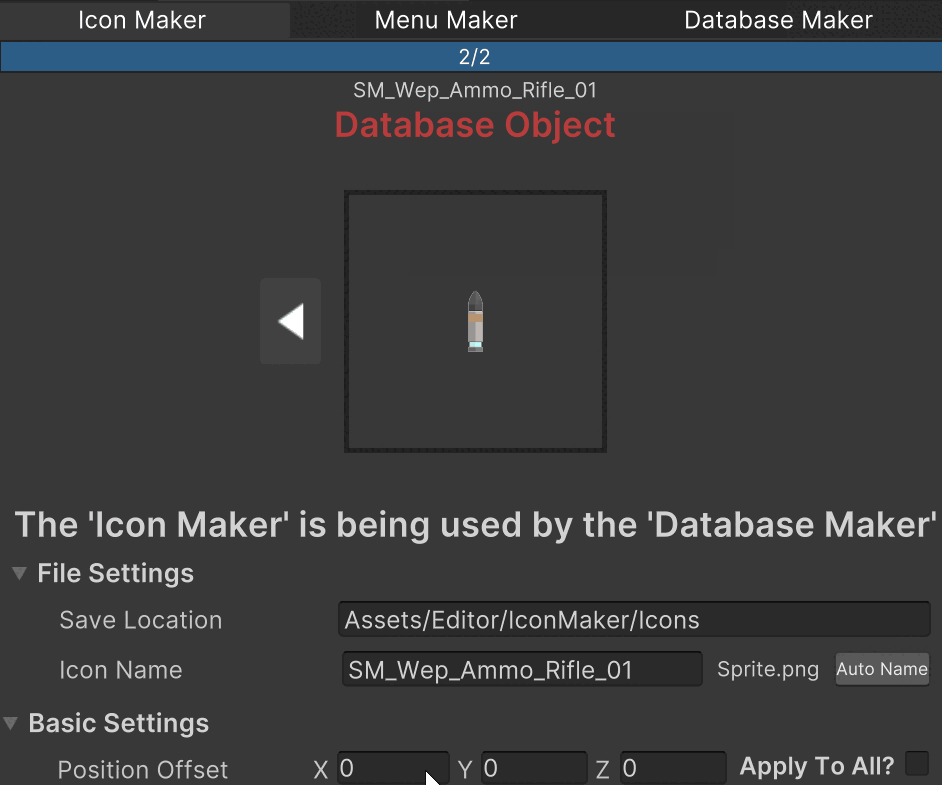 Icon Maker Menu Maker Database Maker
2/2
SM_Wep_Ammo_Rifle_01
Database Object
The 'Icon Maker' is being used by the 'Database Maker'
File Settings
Save Location Assets/Editor/IconMaker/Icons
Icon Name SM_Wep_Ammo_Rifle_01 Sprite.png Auto Name
Basic Settings
Position Offset X 0 Y 0 Z 0 Apply To All?